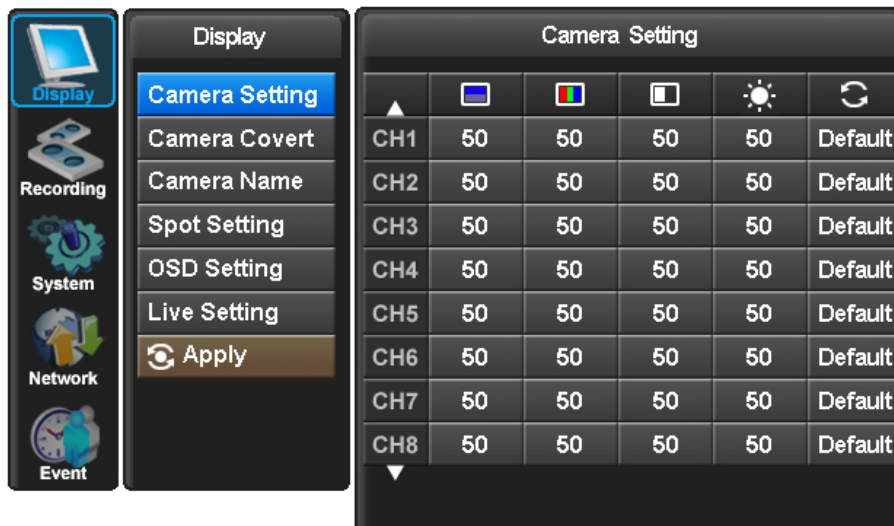 Display
Recording
System
Network
Event
Display
Camera Setting
Camera Covert
Camera Name
Spot Setting
OSD Setting
Live Setting
Apply
Camera Setting
CH1 50 50 50 50 Default
CH2 50 50 50 50 Default
CH3 50 50 50 50 Default
CH4 50 50 50 50 Default
CH5 50 50 50 50 Default
CH6 50 50 50 50 Default
CH7 50 50 50 50 Default
CH8 50 50 50 50 Default